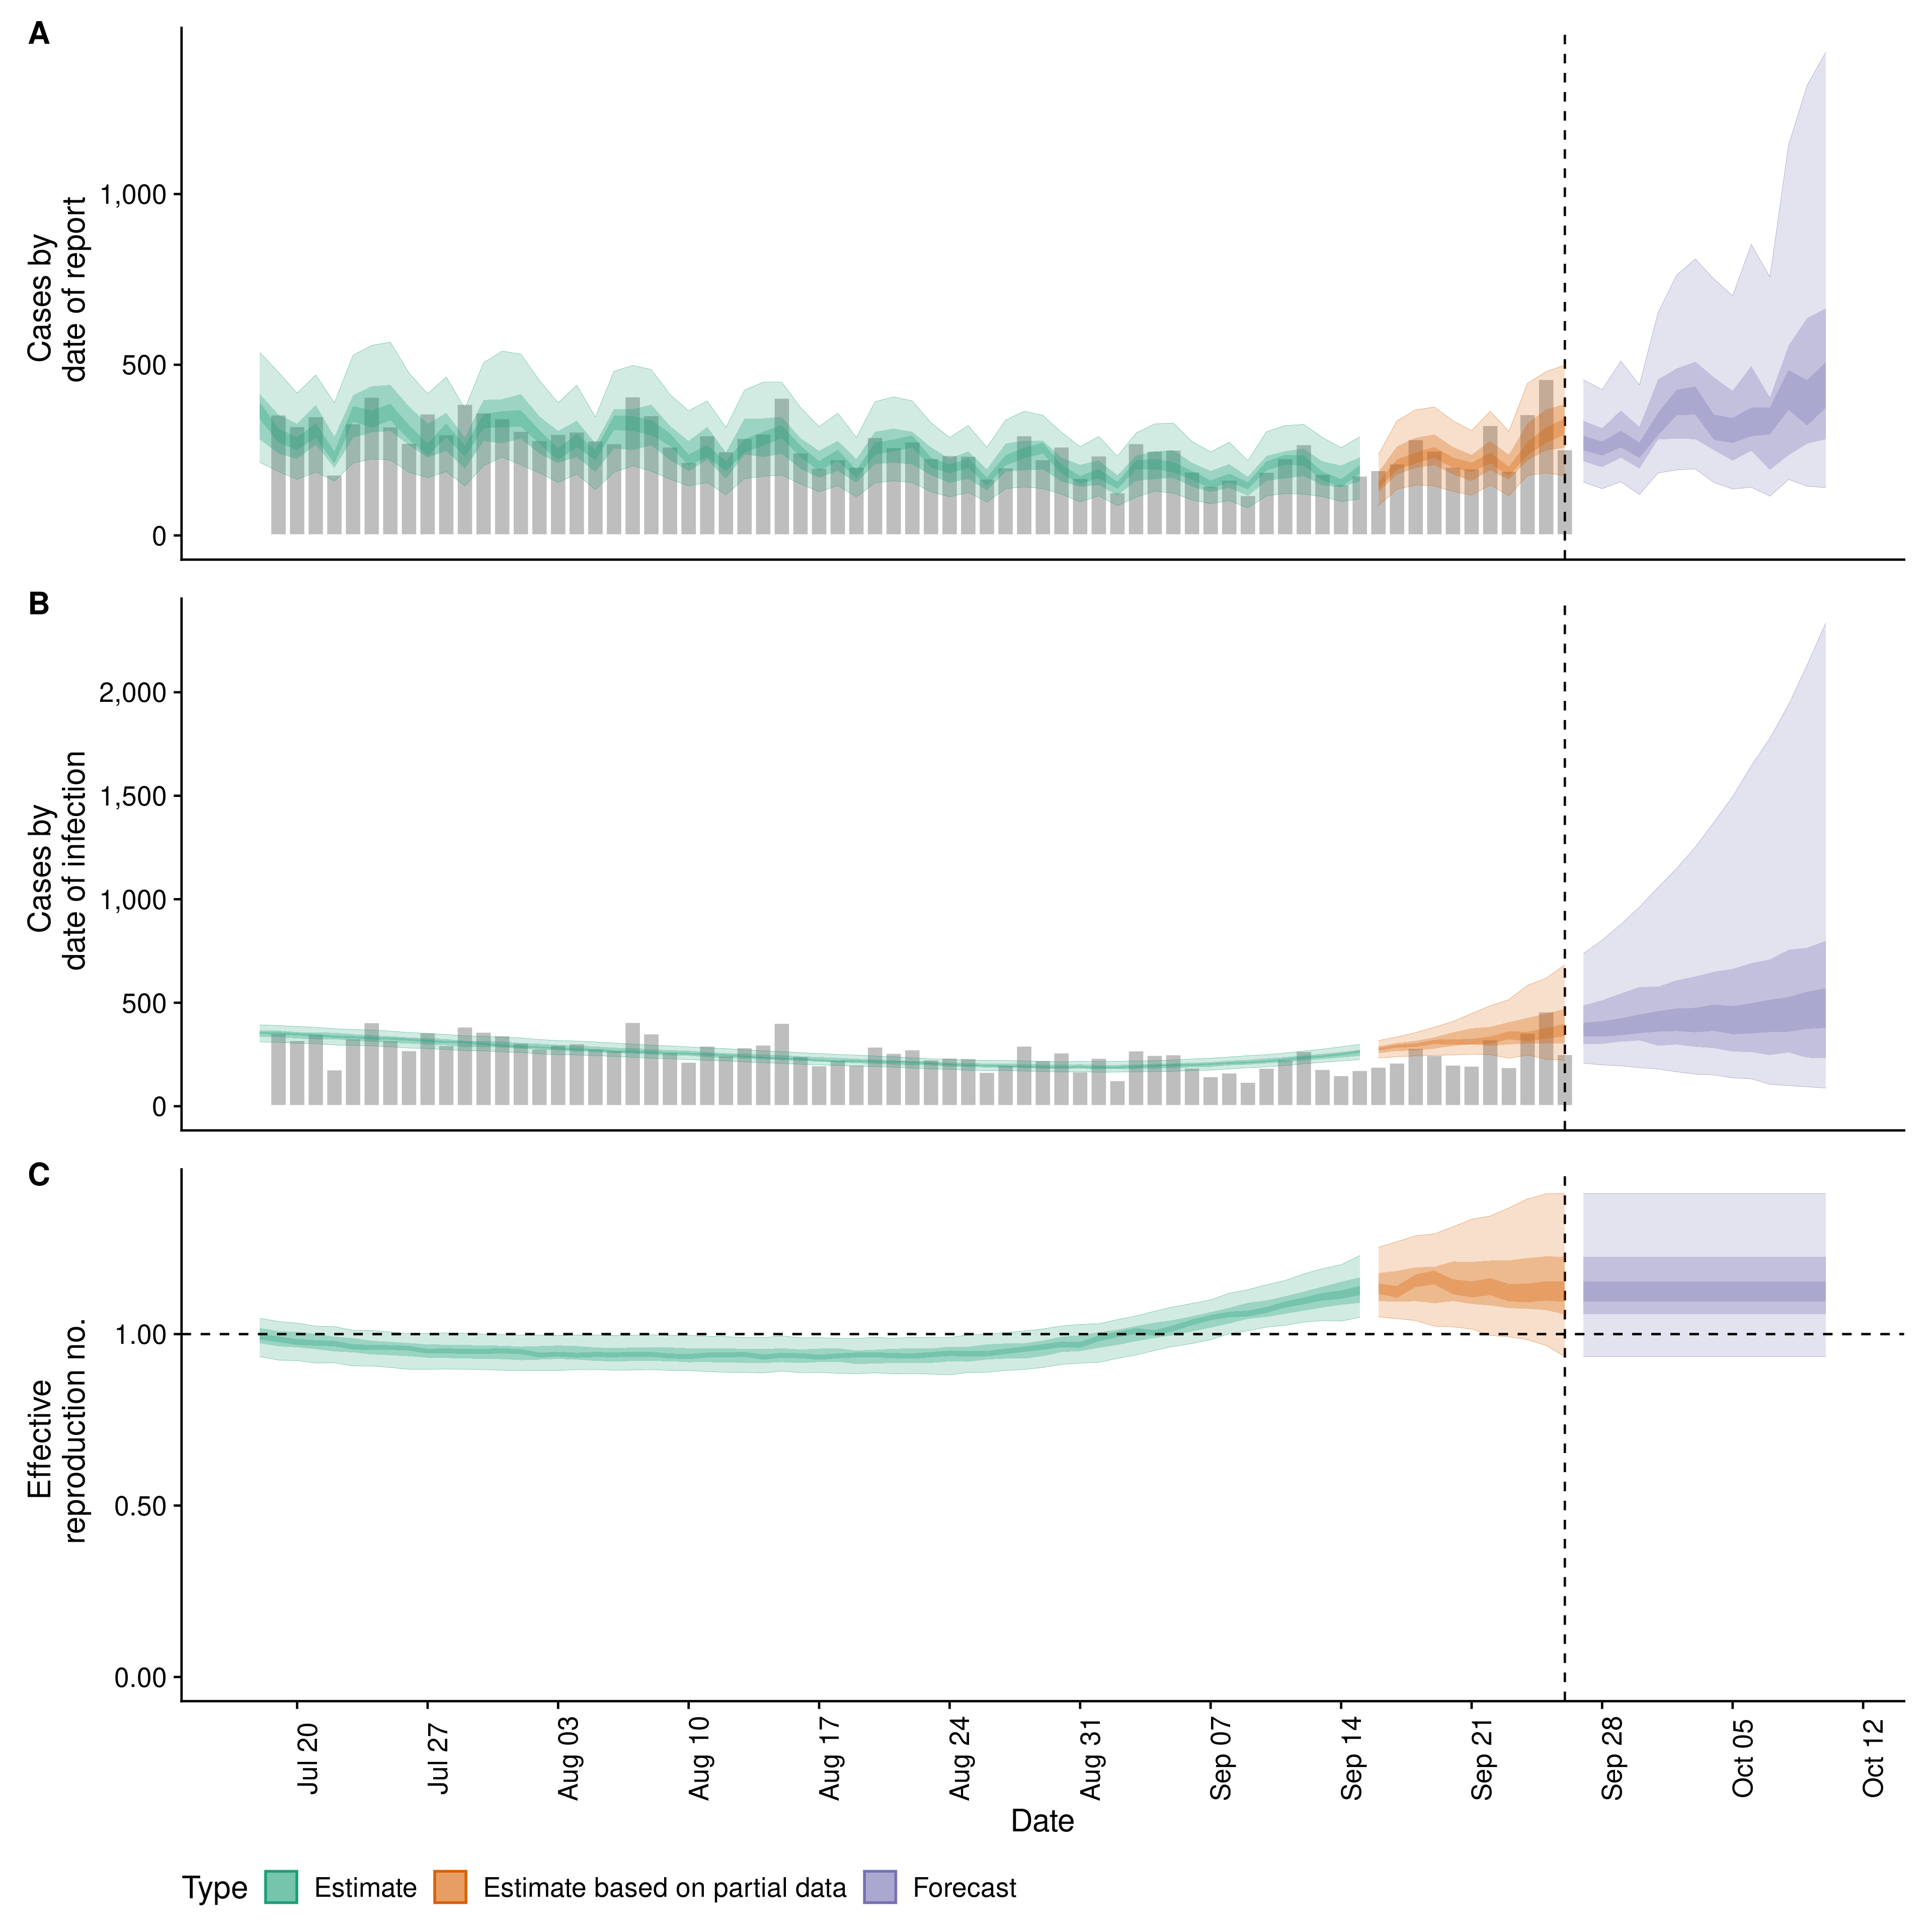 A
Cases by
date of report
1,000
500
0
B
Cases by
date of infection
2,000
1,500
1,000
500
0
C
Effective
reproduction no.
1.00
0.50
0.00
Jul 20
Jul 27
Aug 03
Aug 10
Aug 17
Aug 24
Aug 31
Sep 07
Sep 14
Sep 21
Sep 28
Oct 05
Oct 12
Date
Type Estimate Estimate based on partial data Forecast